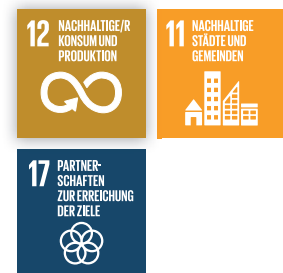 12 NACHHALTIGE/R
KONSUM UND
PRODUKTION
11 NACHHALTIGE
STÄDTE UND
GEMEINDEN
17 PARTNER-
SCHAFTEN
ZUR ERREICHUNG
DER ZIELE